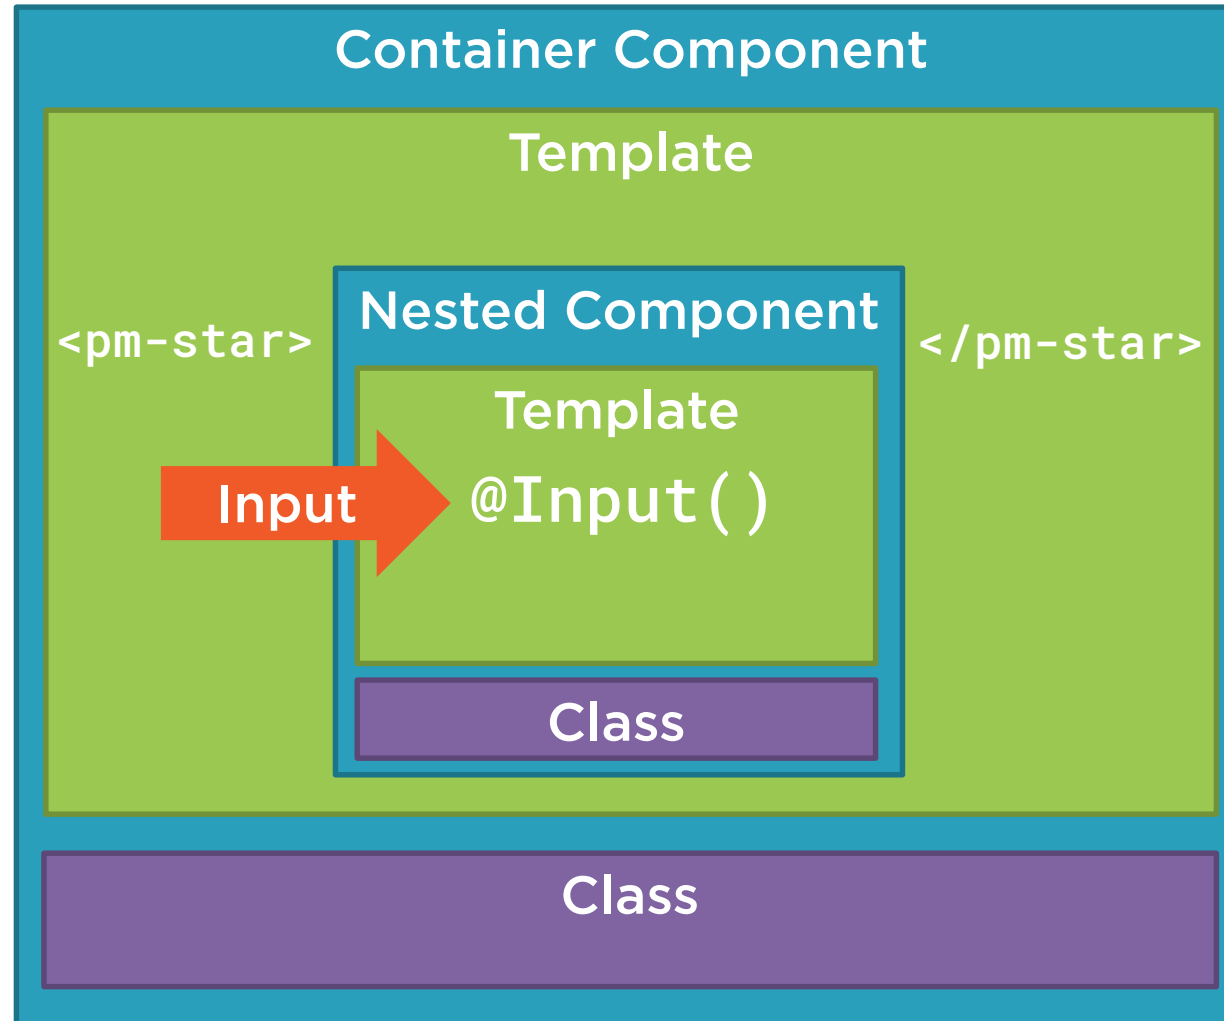 Container Component
Template
<pm-star>
Nested Component
</pm-star>
Template
Input
@Input()
Class
Class